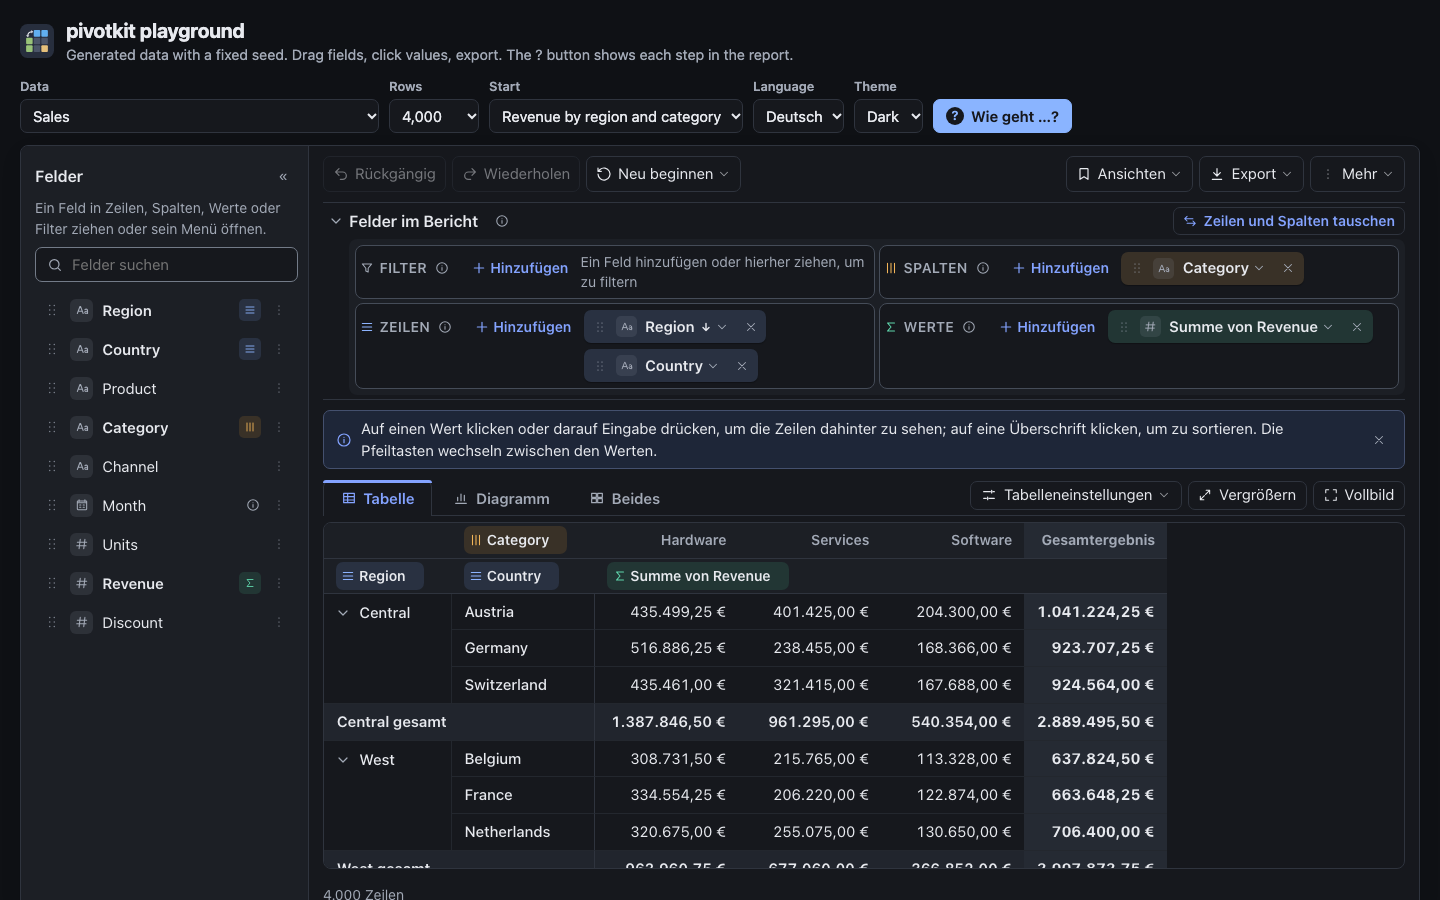 pivotkit playground
Generated data with a fixed seed. Drag fields, click values, export. The ? button shows each step in the report.
Data
Rows
Start
Language
Theme
Sales
4,000
Revenue by region and category
Deutsch
Dark
? Wie geht ...?
Felder
«
Ein Feld in Zeilen, Spalten, Werte oder
Filter ziehen oder sein Menü öffnen.
Felder suchen
Aa Region
Aa Country
Aa Product
Aa Category
Aa Channel
Month
# Units
# Revenue Σ
# Discount
Rückgängig
Wiederholen
Neu beginnen
Ansichten
Export
Mehr
Felder im Bericht
Zeilen und Spalten tauschen
FILTER
+ Hinzufügen
Ein Feld hinzufügen oder hierher ziehen, um
zu filtern
SPALTEN
+ Hinzufügen
Aa Category
ZEILEN
+ Hinzufügen
Aa Region ↓
Aa Country
Σ WERTE
+ Hinzufügen
# Summe von Revenue
Auf einen Wert klicken oder darauf Eingabe drücken, um die Zeilen dahinter zu sehen; auf eine Überschrift klicken, um zu sortieren. Die
Pfeiltasten wechseln zwischen den Werten.
Tabelle
Diagramm
Beides
Tabelleneinstellungen
Vergrößern
Vollbild
Category Hardware Services Software Gesamtergebnis
Region Country Σ Summe von Revenue
Central Austria 435.499,25 € 401.425,00 € 204.300,00 € 1.041.224,25 €
Germany 516.886,25 € 238.455,00 € 168.366,00 € 923.707,25 €
Switzerland 435.461,00 € 321.415,00 € 167.688,00 € 924.564,00 €
Central gesamt 1.387.846,50 € 961.295,00 € 540.354,00 € 2.889.495,50 €
West Belgium 308.731,50 € 215.765,00 € 113.328,00 € 637.824,50 €
France 334.554,25 € 206.220,00 € 122.874,00 € 663.648,25 €
Netherlands 320.675,00 € 255.075,00 € 130.650,00 € 706.400,00 €
West gesamt
4.000 Zeilen